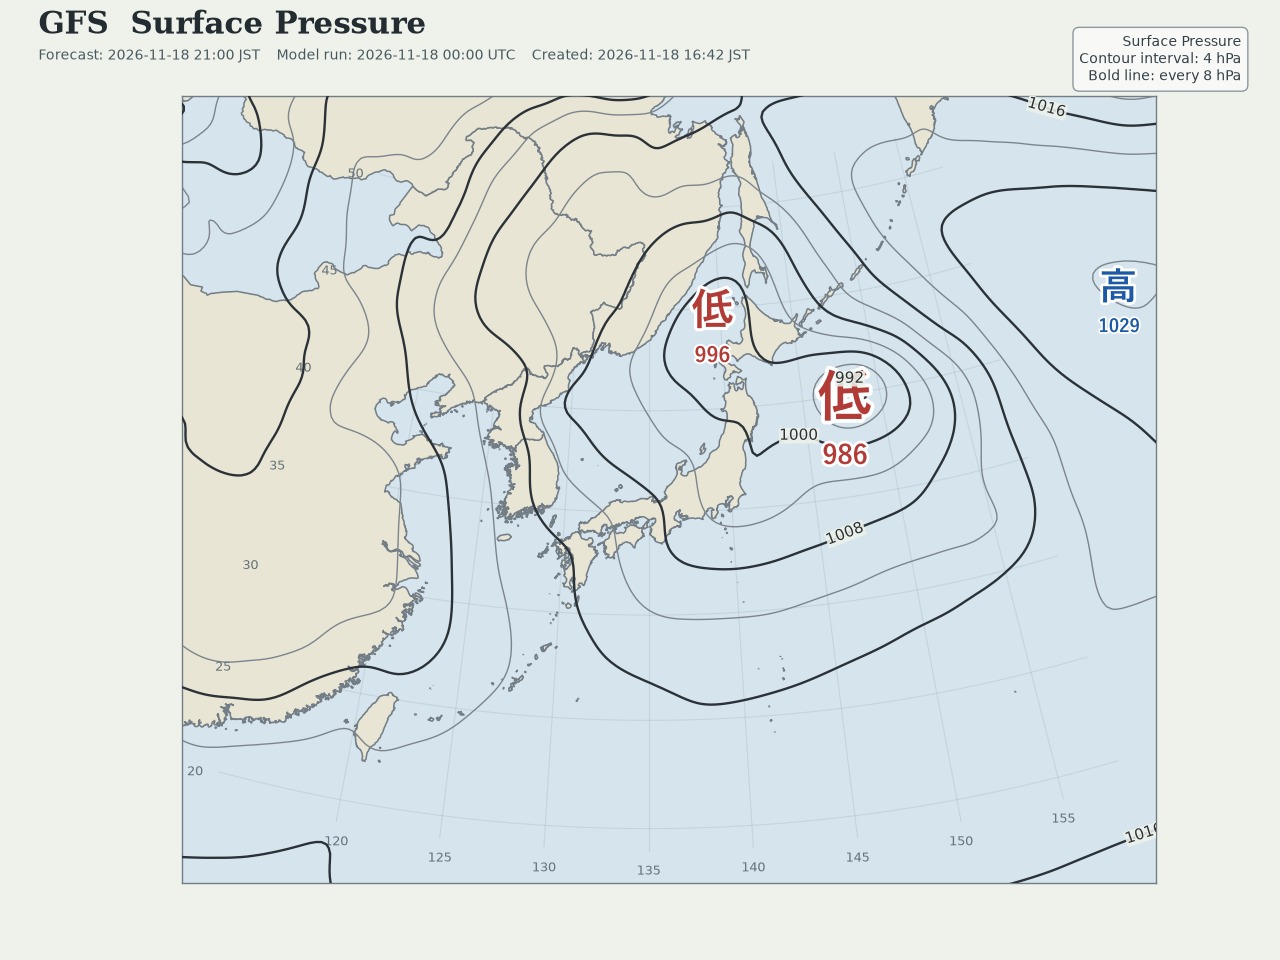 GFS  Surface Pressure
Forecast: 2026-11-18 21:00 JST    Model run: 2026-11-18 00:00 UTC    Created: 2026-11-18 16:42 JST
Surface Pressure
Contour interval: 4 hPa
Bold line: every 8 hPa
1016
50
45
高
1029
低
996
40
992
低
986
1000
35
1008
30
25
20
155
1016
120
125
130
135
140
145
150